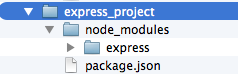 express_project
node_modules
express
package.json